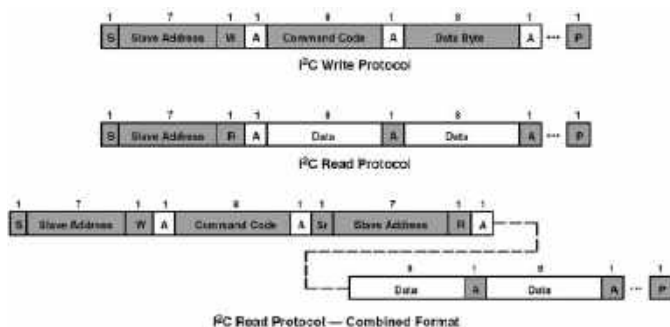 1 7 1 1 8 1 8 1 1
S Slave Address W A Command Code A Data Byte A ... P
I²C Write Protocol
1 7 1 1 8 1 8 1 1
S Slave Address R A Data A Data A ... P
I²C Read Protocol
1 7 1 1 8 1 1 7 1 1
S Slave Address W A Command Code A Sr Slave Address R A
8 1 8 1 1
Data A Data A ... P
I²C Read Protocol — Combined Format